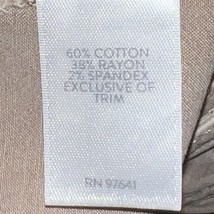 60% COTTON
38% RAYON
2% SPANDEX
EXCLUSIVE OF
TRIM
RN 97641